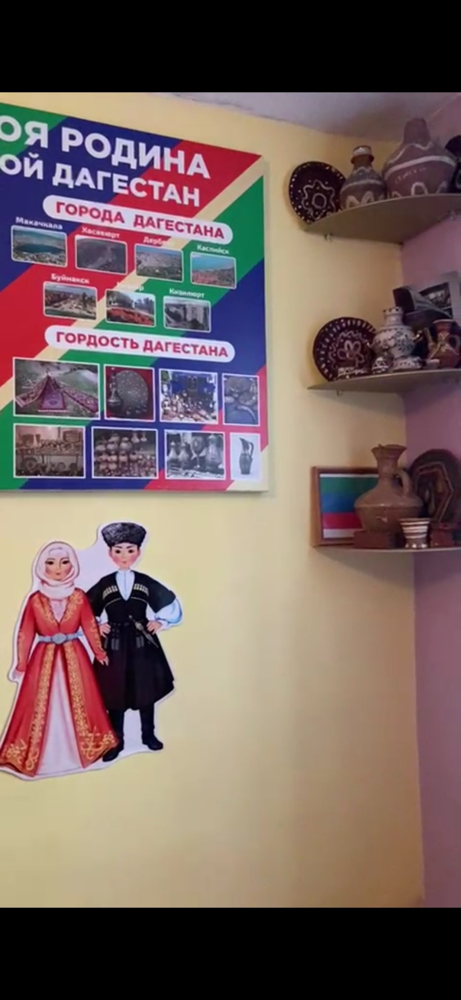 ОЯ РОДИНА
ОЙ ДАГЕСТАН
ГОРОДА ДАГЕСТАНА
Махачкала Хасавюрт Каспийск
Буйнакск Кизилюрт
ГОРДОСТЬ ДАГЕСТАНА